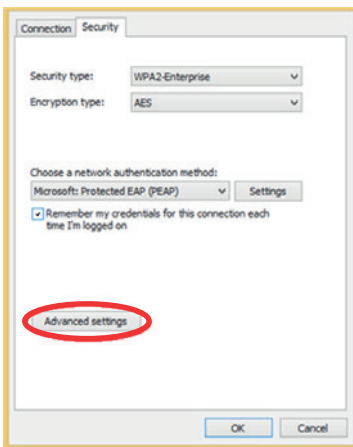 Connection Security
Security type: WPA2-Enterprise
Encryption type: AES
Choose a network authentication method:
Microsoft: Protected EAP (PEAP) Settings
Remember my credentials for this connection each
time I'm logged on
Advanced settings
OK Cancel